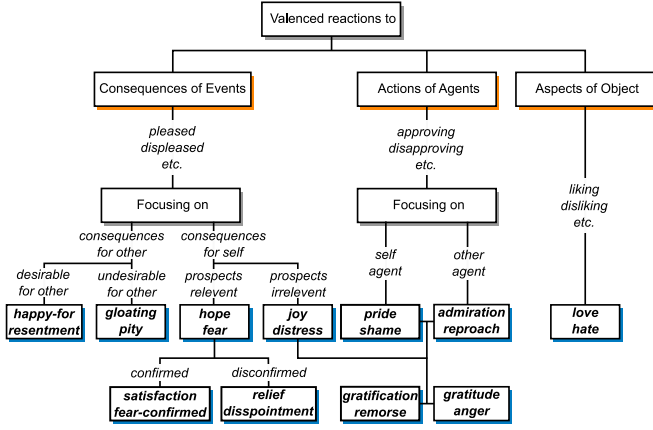 Valenced reactions to
Consequences of Events
Actions of Agents
Aspects of Object
pleased
displeased
etc.
approving
disapproving
etc.
liking
disliking
etc.
Focusing on
Focusing on
consequences
for other
consequences
for self
self
agent
other
agent
desirable
for other
undesirable
for other
prospects
relevent
prospects
irrelevent
happy-for
resentment
gloating
pity
hope
fear
joy
distress
pride
shame
admiration
reproach
love
hate
confirmed
disconfirmed
satisfaction
fear-confirmed
relief
disspointment
gratification
remorse
gratitude
anger